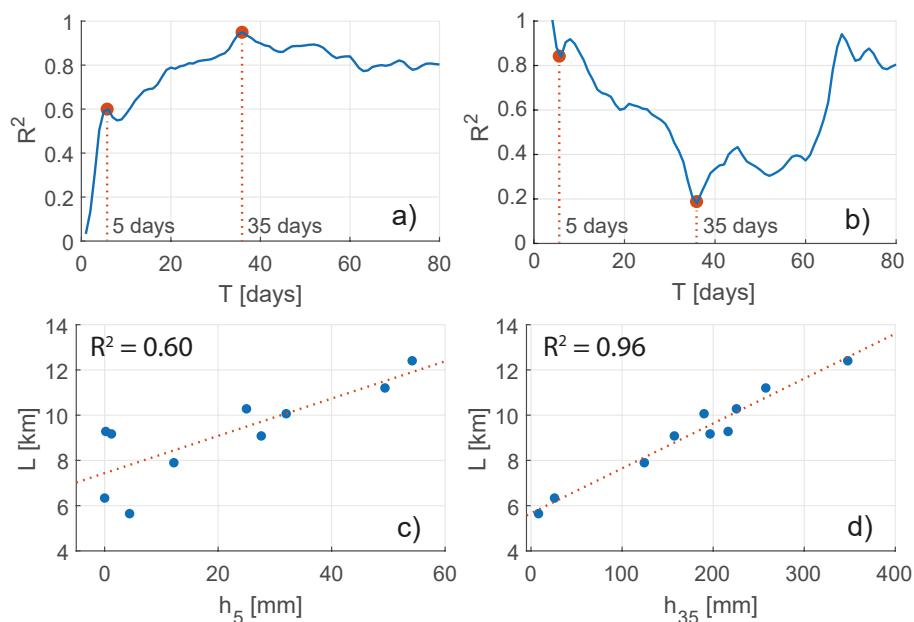 1
0.8
0.6
0.4
0.2
0
R²
5 days
35 days
a)
0 20 40 60 80
T [days]
1
0.8
0.6
0.4
0.2
0
R²
5 days
35 days
b)
0 20 40 60 80
T [days]
14
12
10
8
6
4
L [km]
R² = 0.60
c)
0 20 40 60
h₅ [mm]
14
12
10
8
6
4
L [km]
R² = 0.96
d)
0 100 200 300 400
h₃₅ [mm]